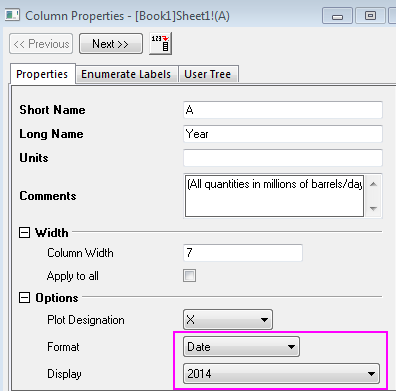 Column Properties - [Book1]Sheet1!(A)
<< Previous Next >> 123
Properties Enumerate Labels User Tree
Short Name A
Long Name Year
Units
Comments (All quantities in millions of barrels/day
Width
Column Width 7
Apply to all
Options
Plot Designation X
Format Date
Display 2014